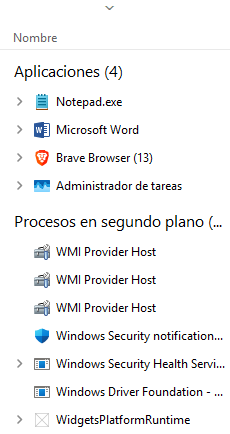 Nombre
Aplicaciones (4)
Notepad.exe
Microsoft Word
Brave Browser (13)
Administrador de tareas
Procesos en segundo plano (...
WMI Provider Host
WMI Provider Host
WMI Provider Host
Windows Security notification...
Windows Security Health Servi...
Windows Driver Foundation - ...
WidgetsPlatformRuntime